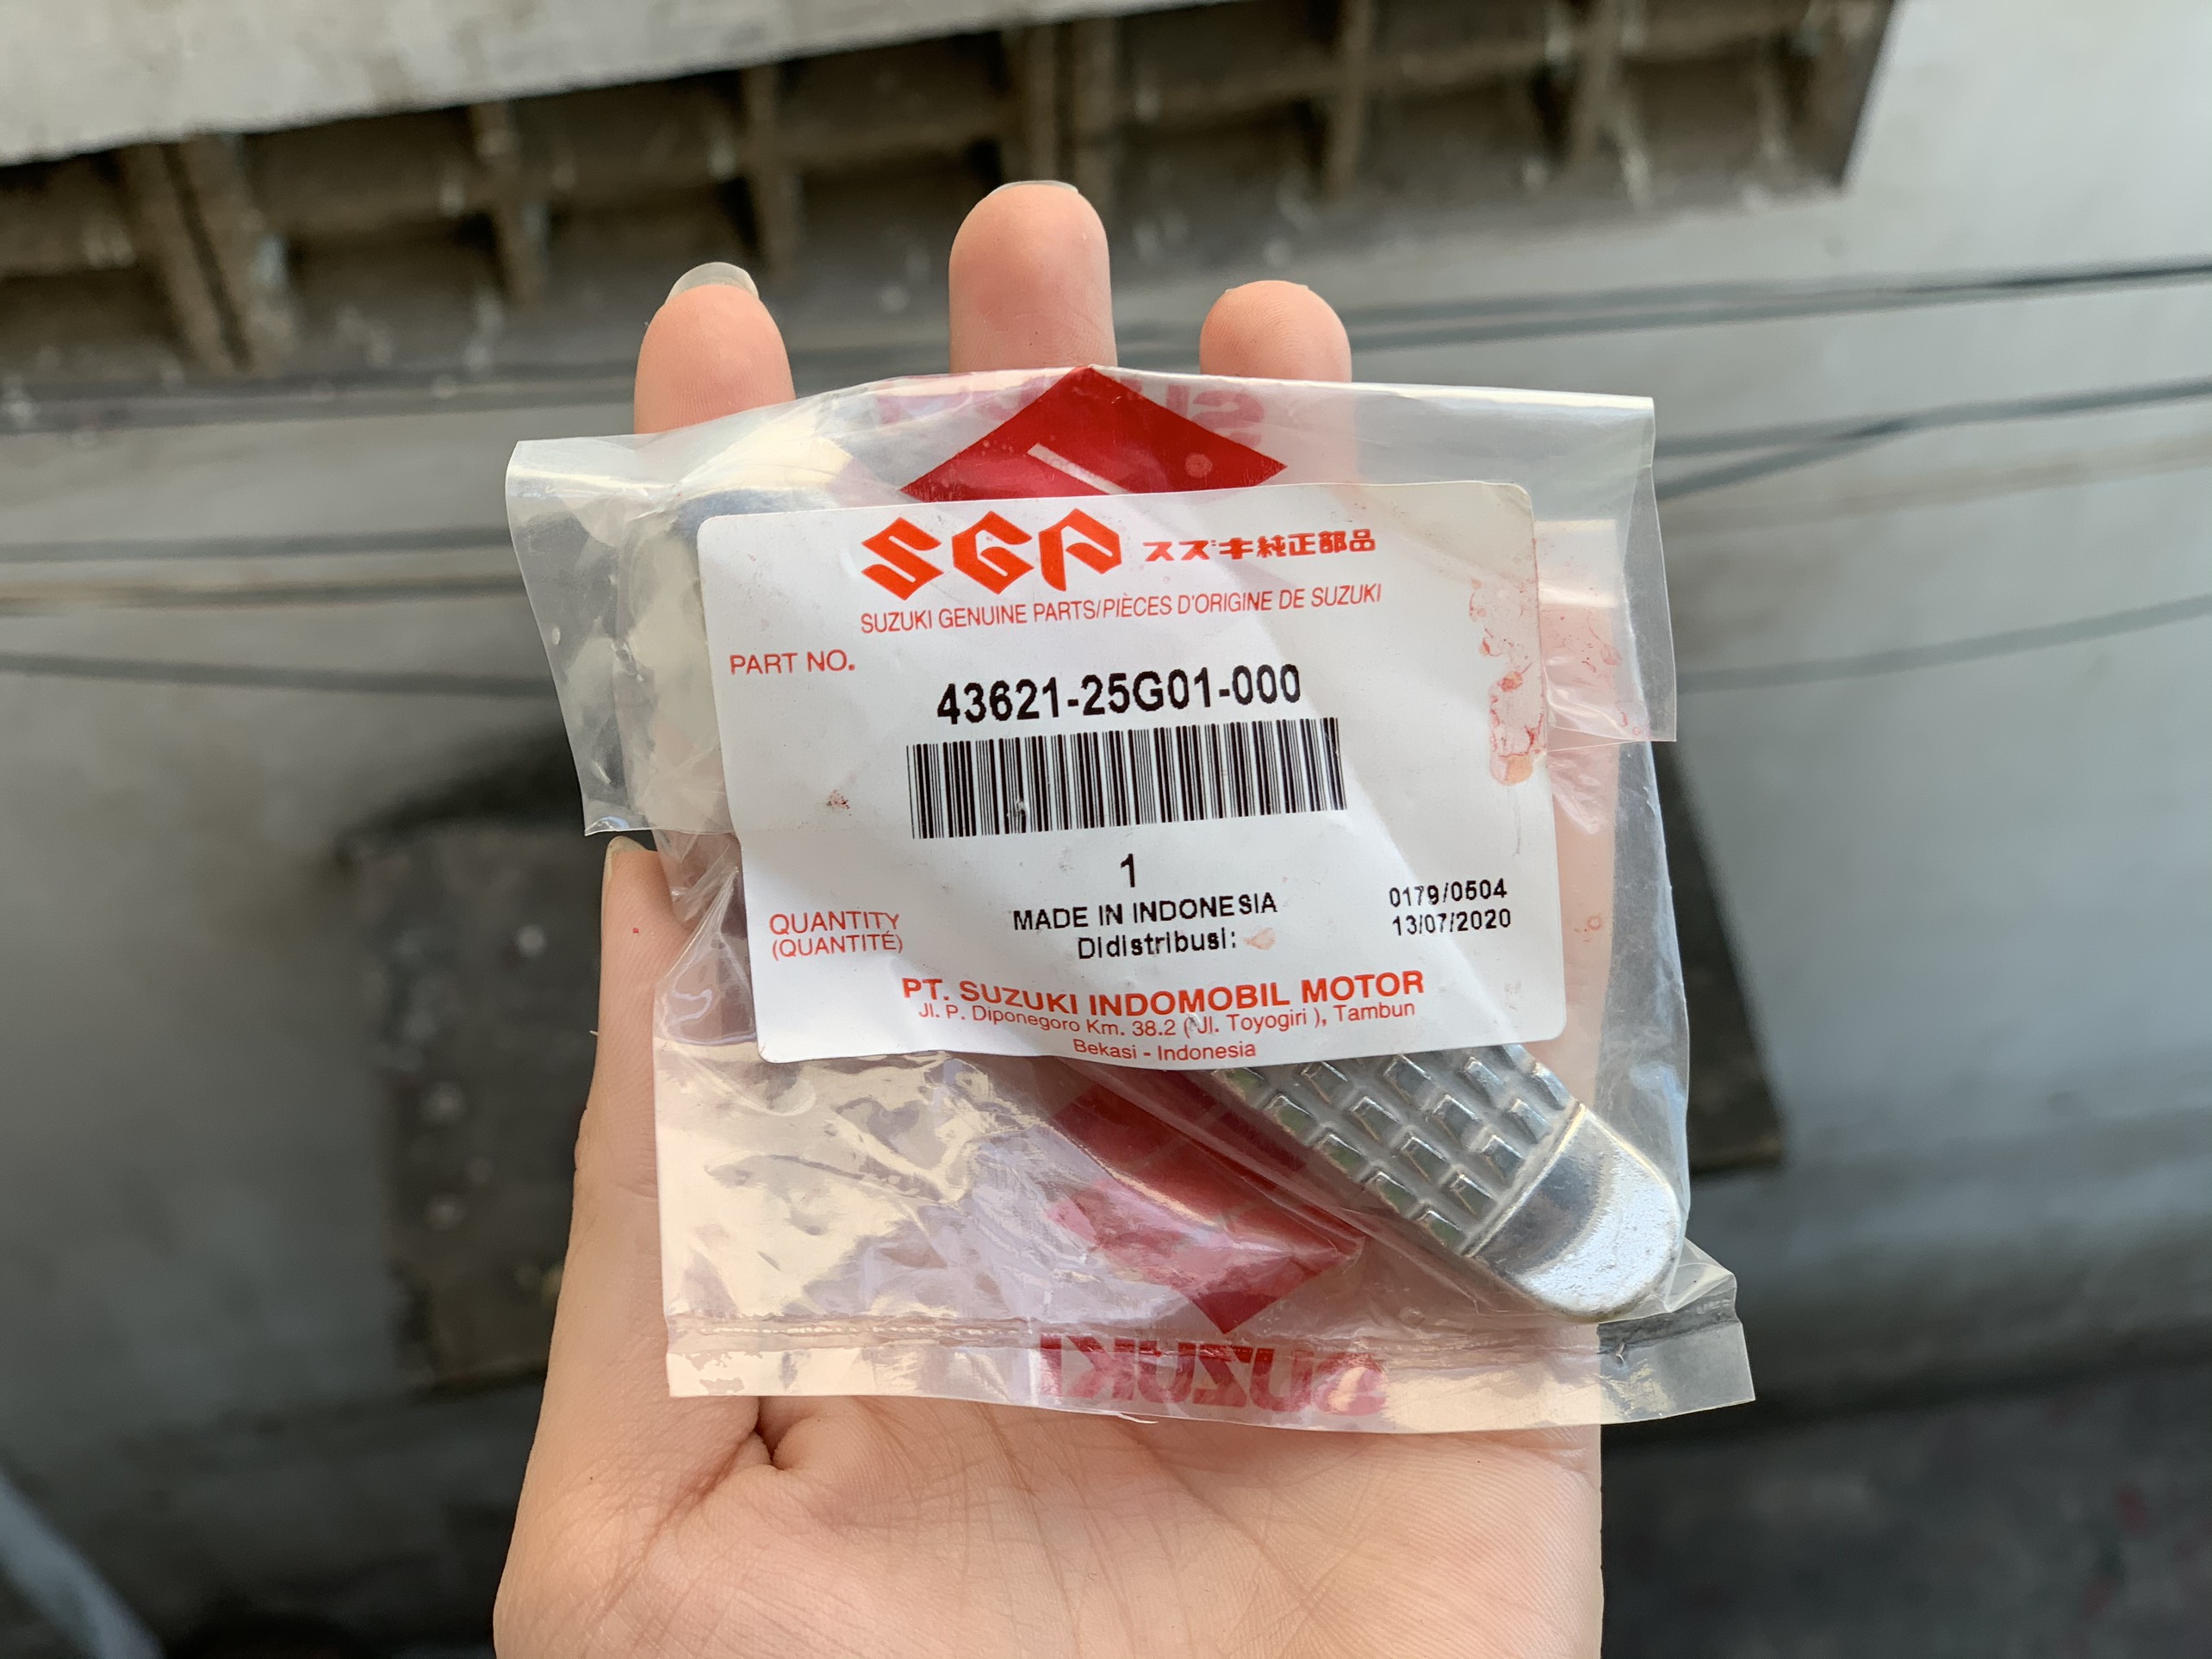 SGP スズキ純正部品
SUZUKI GENUINE PARTS/PIÈCES D'ORIGINE DE SUZUKI
PART NO.
43621-25G01-000
1
QUANTITY
(QUANTITÉ)
MADE IN INDONESIA
Didistribusi:
0179/0504
13/07/2020
PT. SUZUKI INDOMOBIL MOTOR
Jl. P. Diponegoro Km. 38.2 ( Jl. Toyogiri ), Tambun
Bekasi - Indonesia
SUZUKI